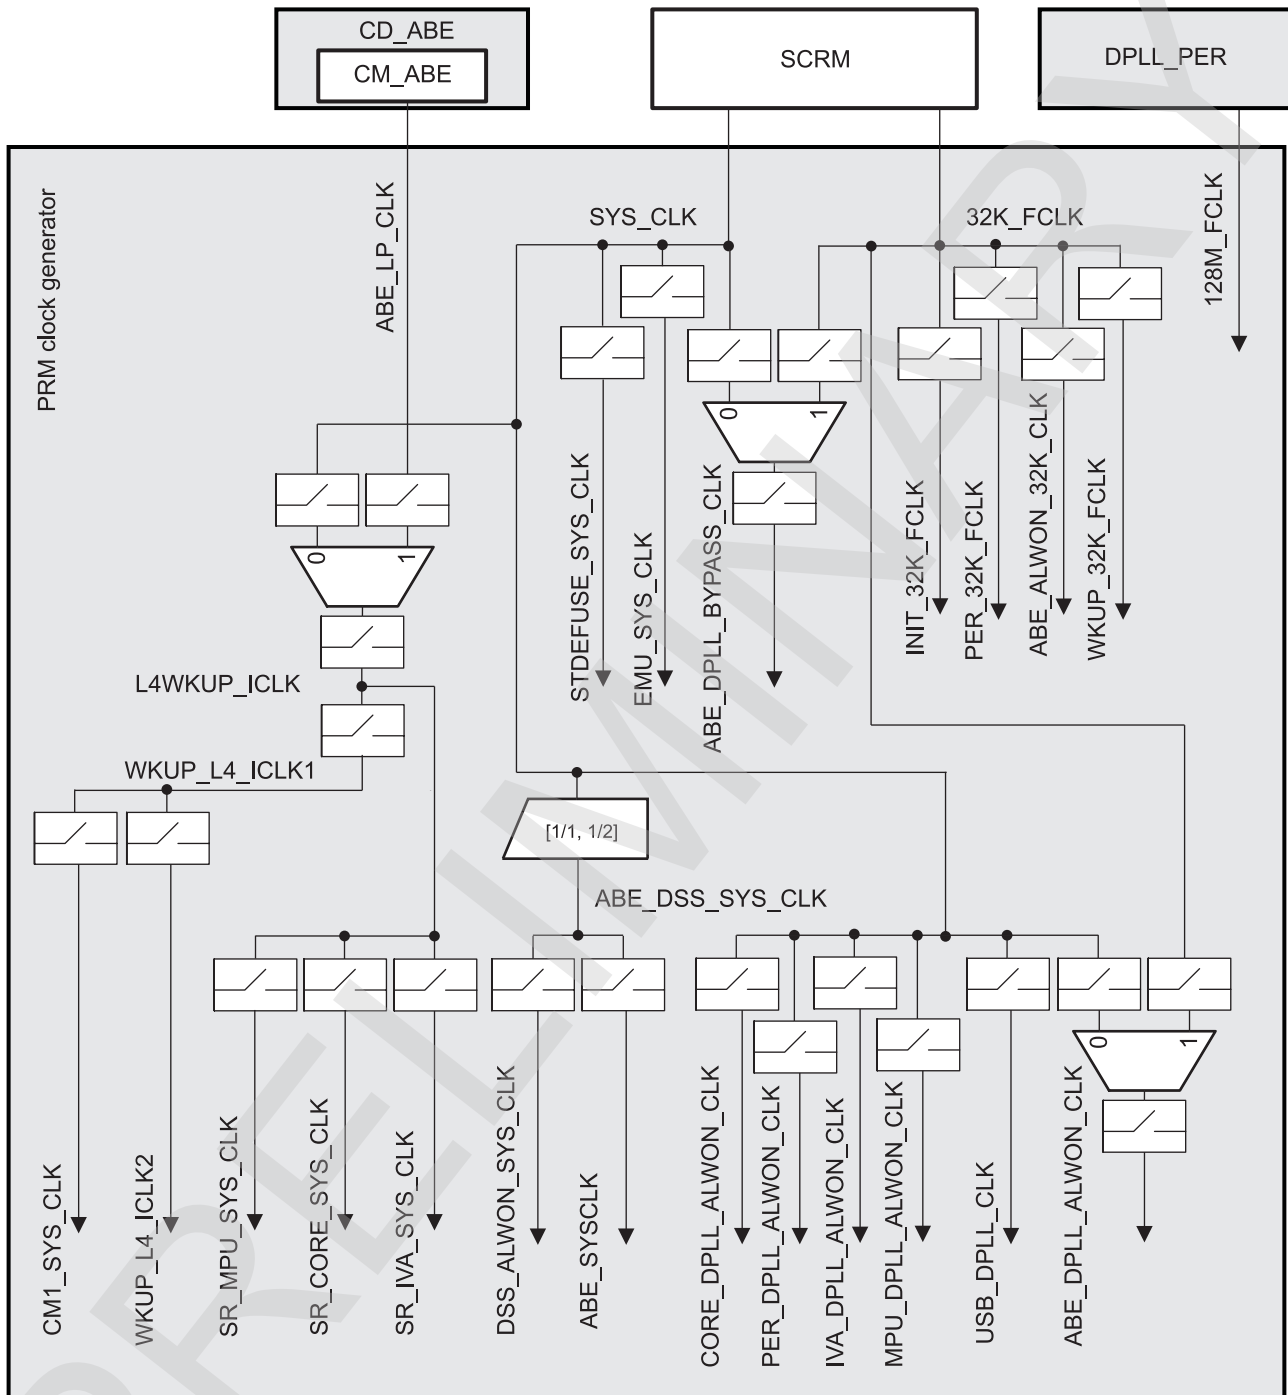 CD_ABE
CM_ABE
SCRM
DPLL_PER
PRM clock generator
ABE_LP_CLK
SYS_CLK
32K_FCLK
128M_FCLK
0
1
STDEFUSE_SYS_CLK
EMU_SYS_CLK
ABE_DPLL_BYPASS_CLK
INIT_32K_FCLK
PER_32K_FCLK
ABE_ALWON_32K_CLK
WKUP_32K_FCLK
0
1
L4WKUP_ICLK
WKUP_L4_ICLK1
[1/1, 1/2]
ABE_DSS_SYS_CLK
0
1
CM1_SYS_CLK
WKUP_L4_ICLK2
SR_MPU_SYS_CLK
SR_CORE_SYS_CLK
SR_IVA_SYS_CLK
DSS_ALWON_SYS_CLK
ABE_SYSCLK
CORE_DPLL_ALWON_CLK
PER_DPLL_ALWON_CLK
IVA_DPLL_ALWON_CLK
MPU_DPLL_ALWON_CLK
USB_DPLL_CLK
ABE_DPLL_ALWON_CLK
PRELIMINARY